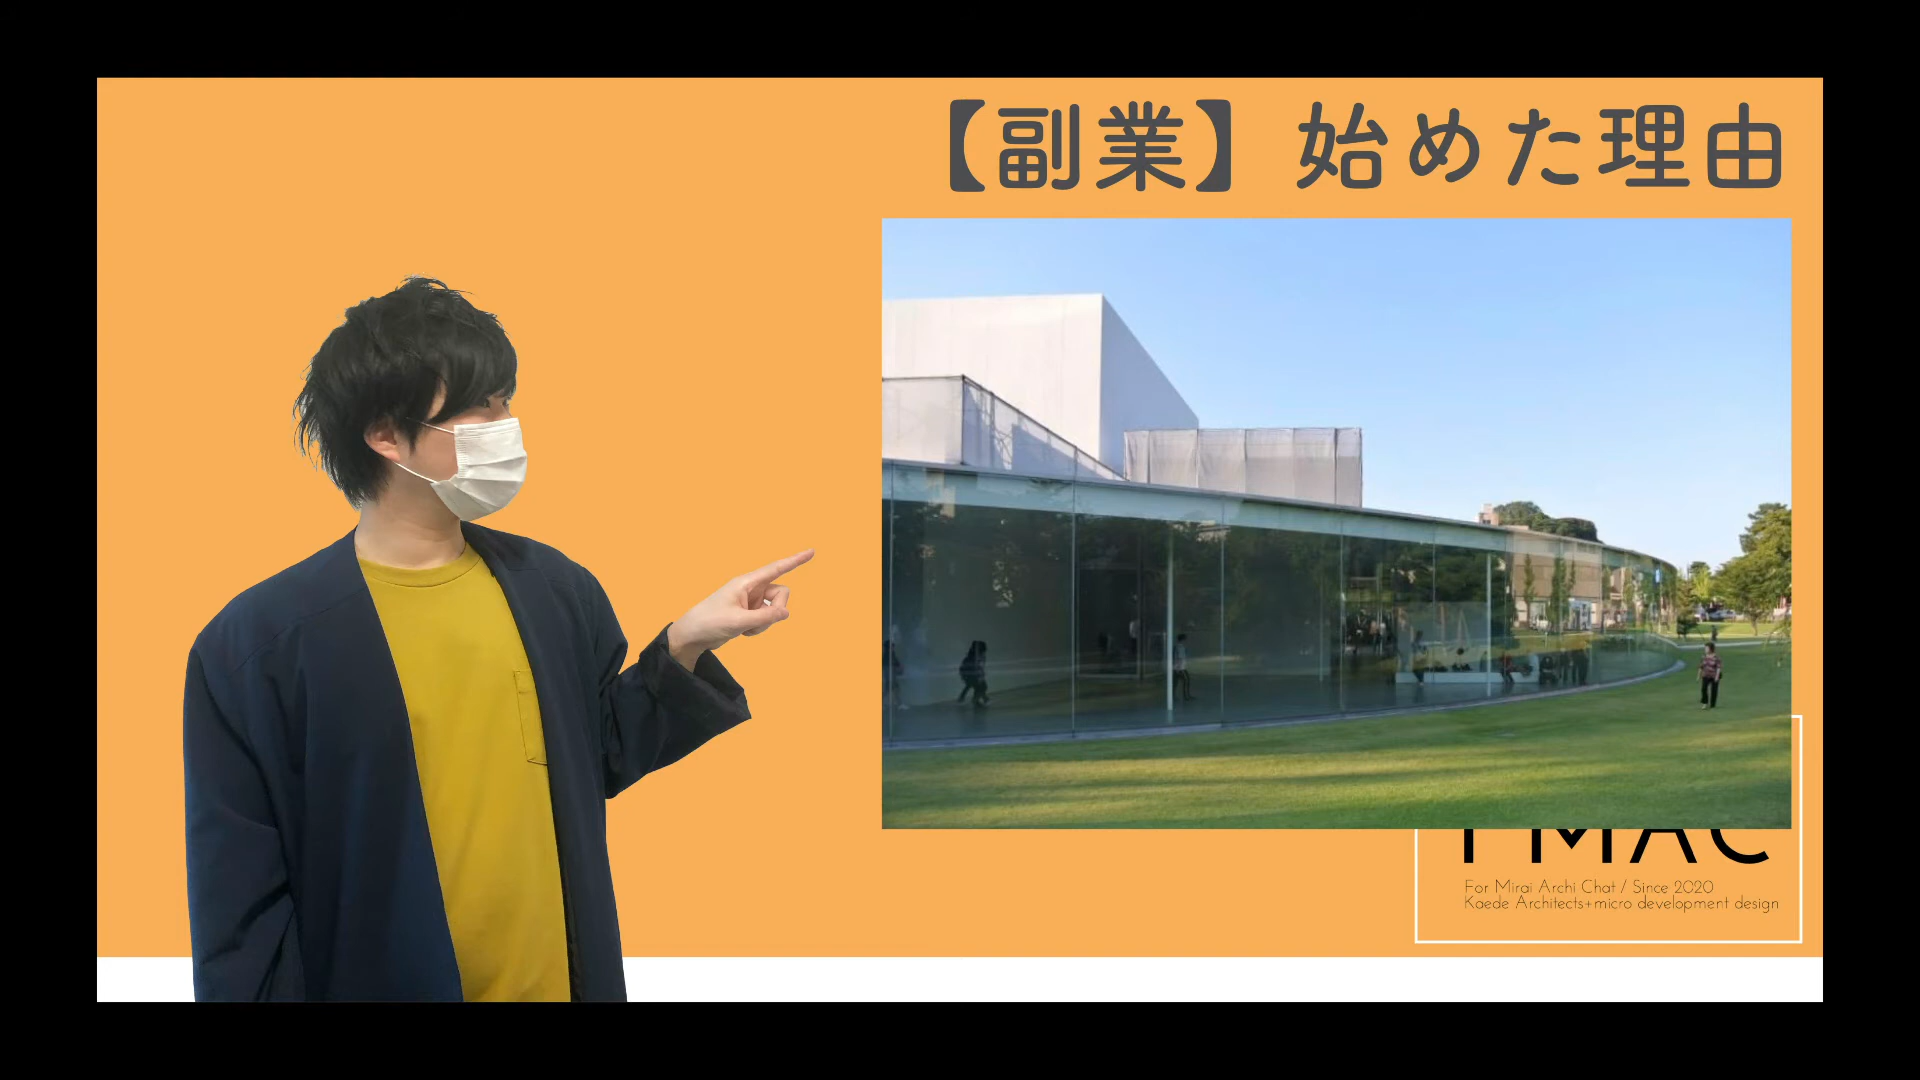 【副業】始めた理由
For Mirai Archi Chat / Since 2020
Kaede Architects+micro development design